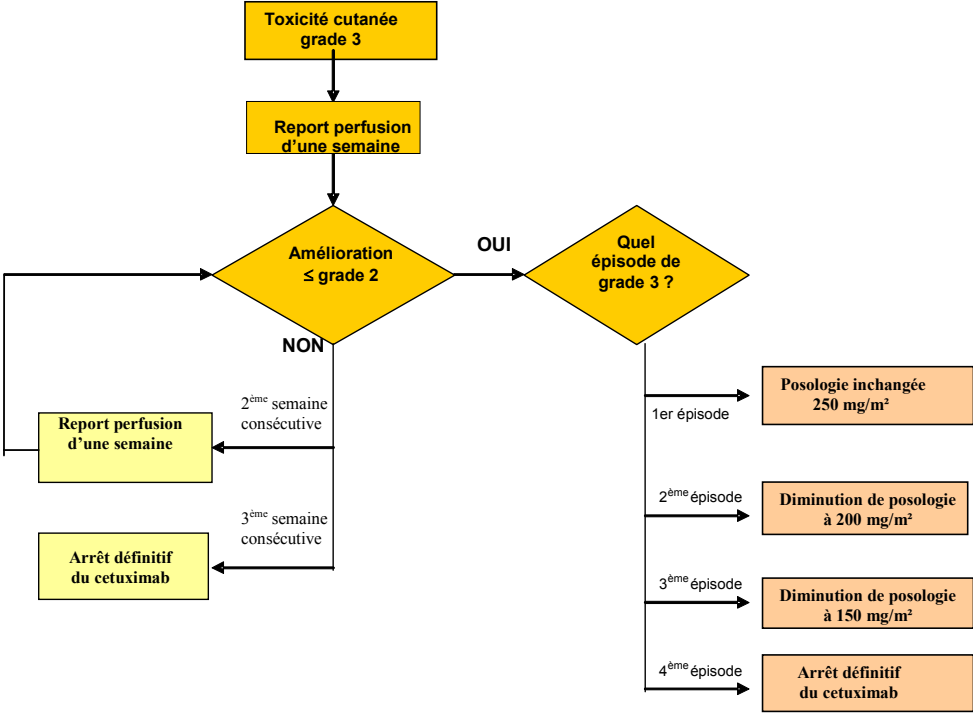 Toxicité cutanée
grade 3
Report perfusion
d'une semaine
Amélioration
≤ grade 2
OUI
Quel
épisode de
grade 3 ?
NON
2ème semaine
consécutive
Report perfusion
d'une semaine
3ème semaine
consécutive
Arrêt définitif
du cetuximab
1er épisode
Posologie inchangée
250 mg/m²
2ème épisode
Diminution de posologie
à 200 mg/m²
3ème épisode
Diminution de posologie
à 150 mg/m²
4ème épisode
Arrêt définitif
du cetuximab